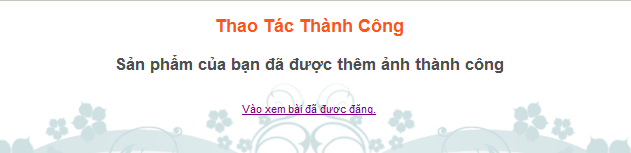 Thao Tác Thành Công
Sản phẩm của bạn đã được thêm ảnh thành công
Vào xem bài đã được đăng.